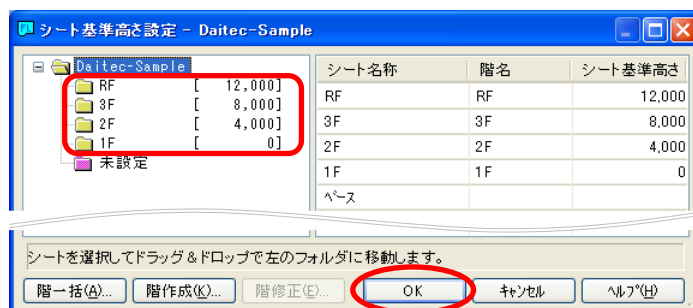 シート基準高さ設定 - Daitec-Sample
Daitec-Sample
RF [ 12,000]
3F [ 8,000]
2F [ 4,000]
1F [ 0]
未設定
シート名称 階名 シート基準高さ
RF RF 12,000
3F 3F 8,000
2F 2F 4,000
1F 1F 0
ベース
シートを選択してドラッグ&ドロップで左のフォルダに移動します。
階一括(A)... 階作成(K)... 階修正(E)... OK キャンセル ヘルプ(H)